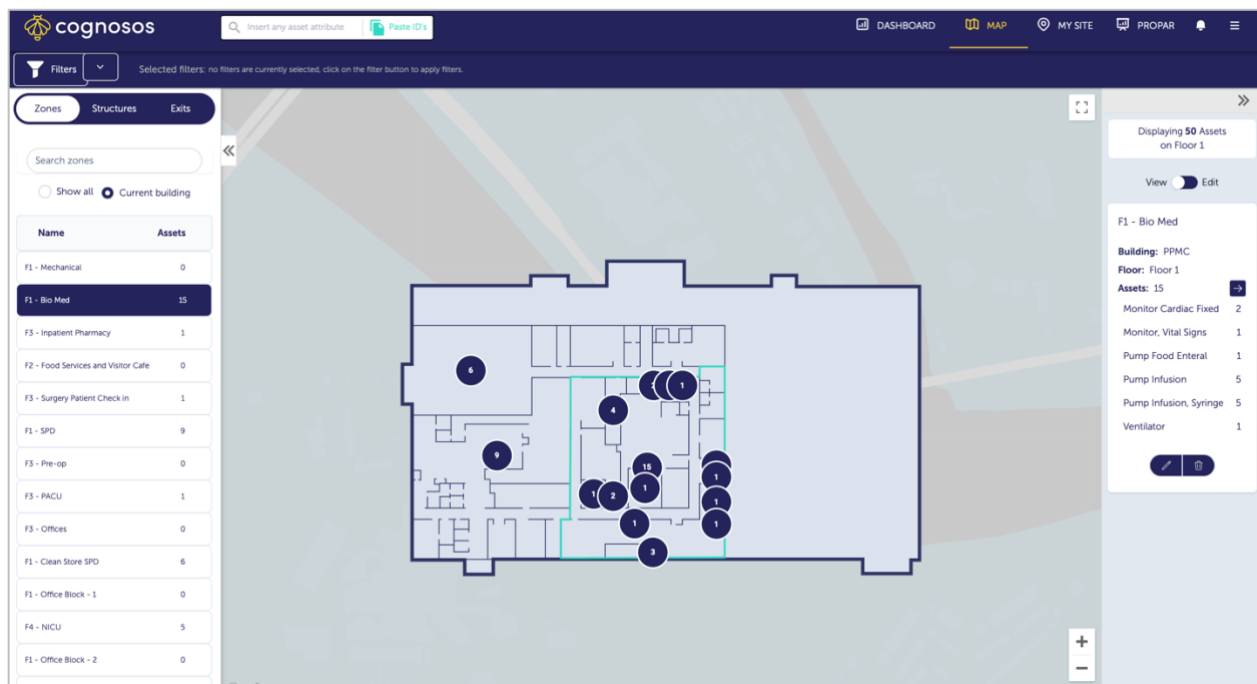 cognosos
Insert any asset attribute
Paste ID's
DASHBOARD
MAP
MY SITE
PROPAR
Filters
Selected filters: no filters are currently selected, click on the filter button to apply filters.
Zones Structures Exits
Search zones
Show all Current building
Name Assets
F1 - Mechanical 0
F1 - Bio Med 15
F3 - Inpatient Pharmacy 1
F2 - Food Services and Visitor Cafe 0
F3 - Surgery Patient Check in 1
F1 - SPD 9
F3 - Pre-op 0
F3 - PACU 1
F3 - Offices 0
F1 - Clean Store SPD 6
F1 - Office Block - 1 0
F4 - NICU 5
F1 - Office Block - 2 0
6
2
1
4
9
15
1
1
1
2
1
1
1
3
Displaying 50 Assets
on Floor 1
View Edit
F1 - Bio Med
Building: PPMC
Floor: Floor 1
Assets: 15
Monitor Cardiac Fixed 2
Monitor, Vital Signs 1
Pump Food Enteral 1
Pump Infusion 5
Pump Infusion, Syringe 5
Ventilator 1